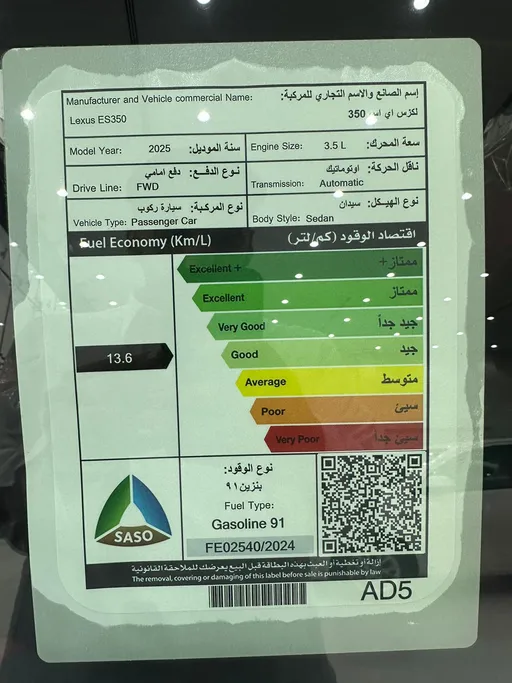 Manufacturer and Vehicle commercial Name: إسم الصانع والاسم التجاري للمركبة:
Lexus ES350 لكزس اي اس 350
Model Year: 2025 سنة الموديل:
Engine Size: 3.5 L سعة المحرك:
نوع الدفع: دفع امامي
Drive Line: FWD
ناقل الحركة: اوتوماتيك
Transmission: Automatic
نوع المركبة: سيارة ركوب
Vehicle Type: Passenger Car
نوع الهيكل: سيدان
Body Style: Sedan
Fuel Economy (Km/L) اقتصاد الوقود (كم/لتر)
Excellent + ممتاز+
Excellent ممتاز
Very Good جيد جداً
Good جيد
13.6
Average متوسط
Poor سيئ
Very Poor سيئ جداً
SASO
نوع الوقود:
بنزين ٩١
Fuel Type:
Gasoline 91
FE02540/2024
إزالة أو تغطية أو العبث بهذه البطاقة قبل البيع يعرضك للملاحقة القانونية
The removal, covering or damaging of this label before sale is punishable by law
AD5